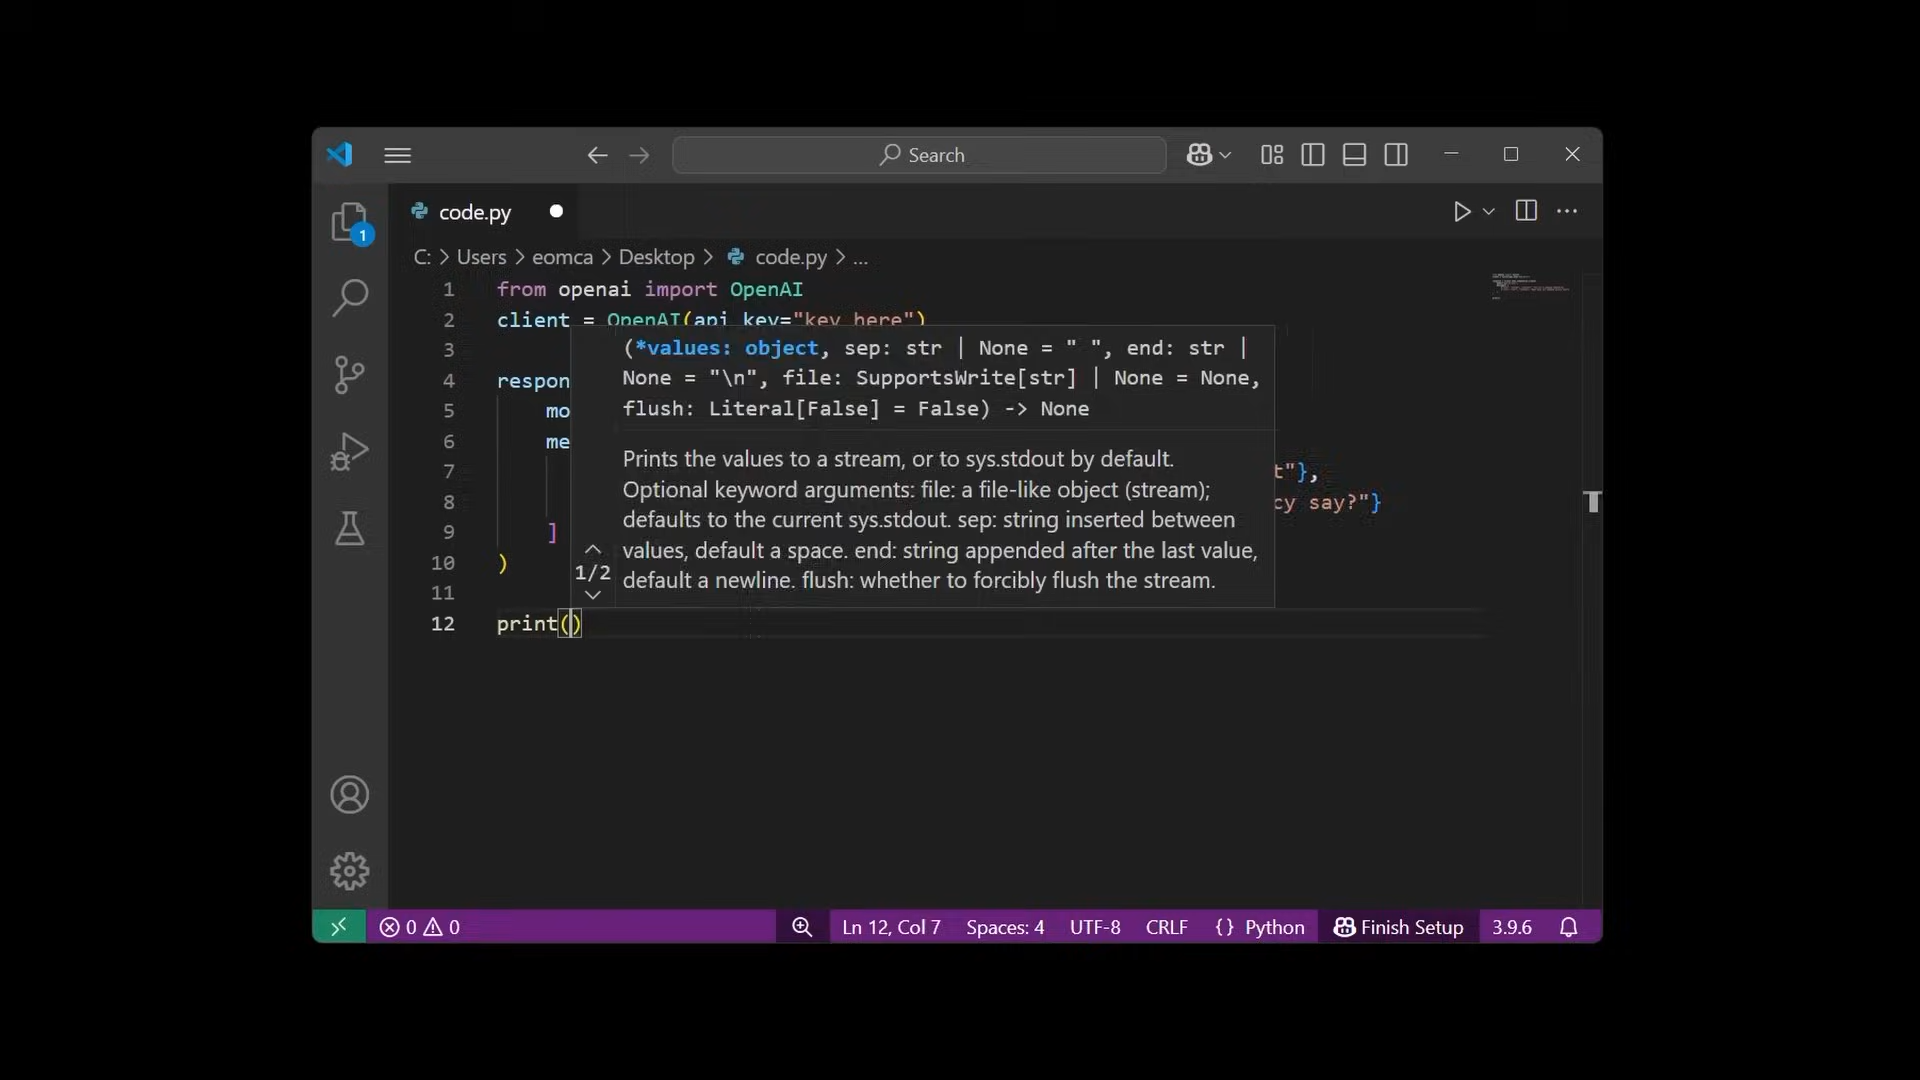 Search
code.py
1
C: > Users > eomca > Desktop > code.py > ...
1 from openai import OpenAI
2 client = OpenAI(api_key="key here")
3
4 respon
5 mo
6 me
7 t"},
8 cy say?"}
9 ]
10 )
11
12 print()
(*values: object, sep: str | None = " ", end: str |
None = "\n", file: SupportsWrite[str] | None = None,
flush: Literal[False] = False) -> None
Prints the values to a stream, or to sys.stdout by default.
Optional keyword arguments: file: a file-like object (stream);
defaults to the current sys.stdout. sep: string inserted between
values, default a space. end: string appended after the last value,
default a newline. flush: whether to forcibly flush the stream.
1/2
0 0 Ln 12, Col 7 Spaces: 4 UTF-8 CRLF {} Python Finish Setup 3.9.6